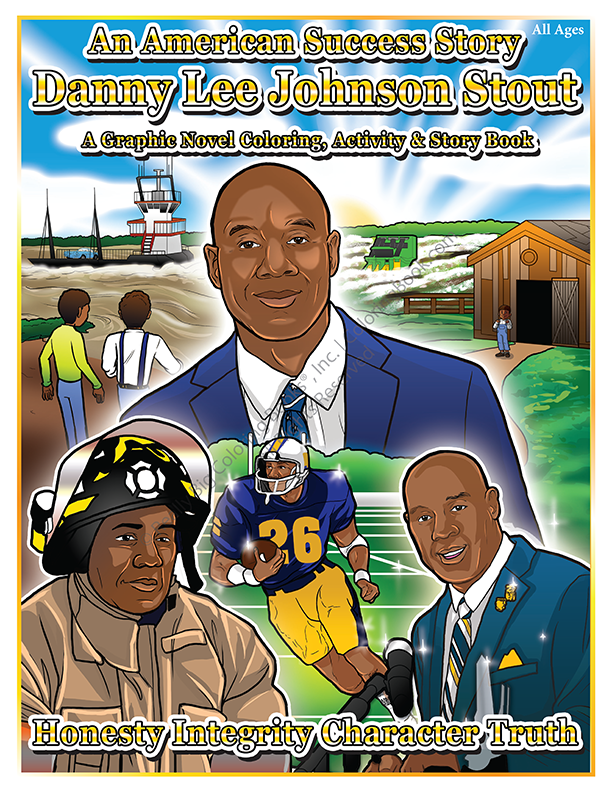 All Ages
An American Success Story
Danny Lee Johnson Stout
A Graphic Novel Coloring, Activity & Story Book
26
Honesty Integrity Character Truth